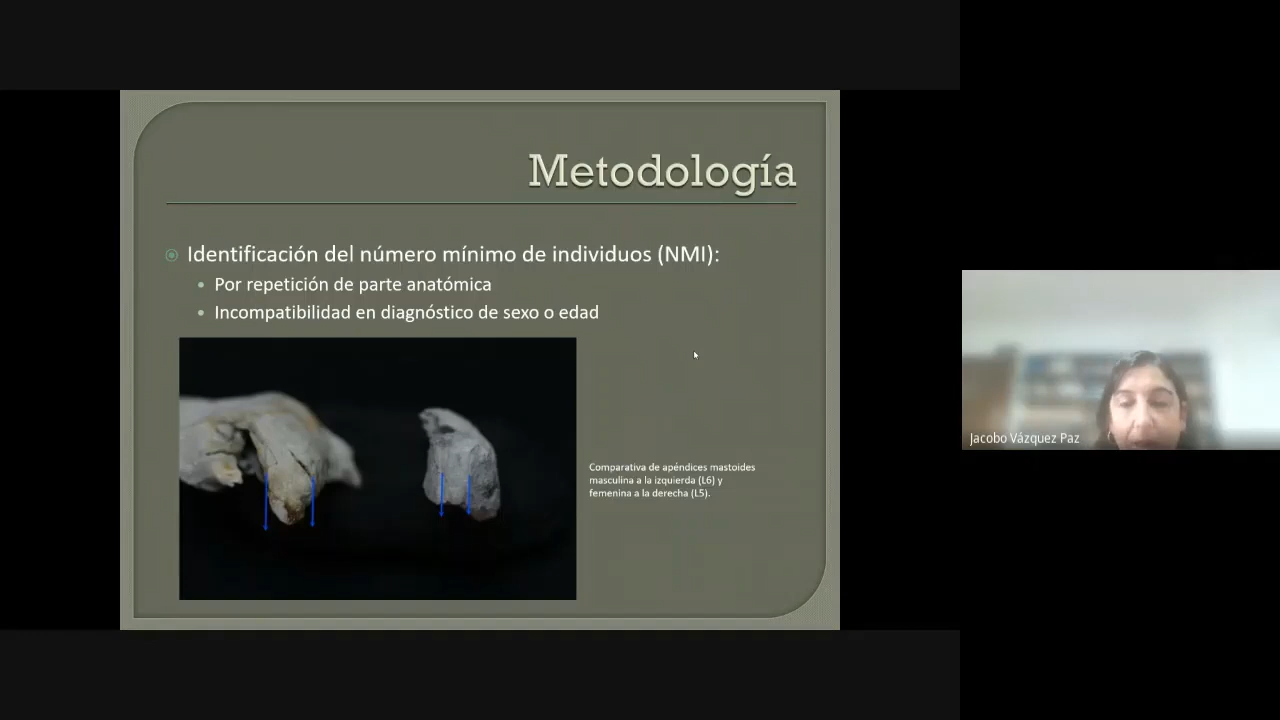 Metodología
Identificación del número mínimo de individuos (NMI):
Por repetición de parte anatómica
Incompatibilidad en diagnóstico de sexo o edad
Comparativa de apéndices mastoides
masculina a la izquierda (L6) y
femenina a la derecha (L5).
Jacobo Vázquez Paz